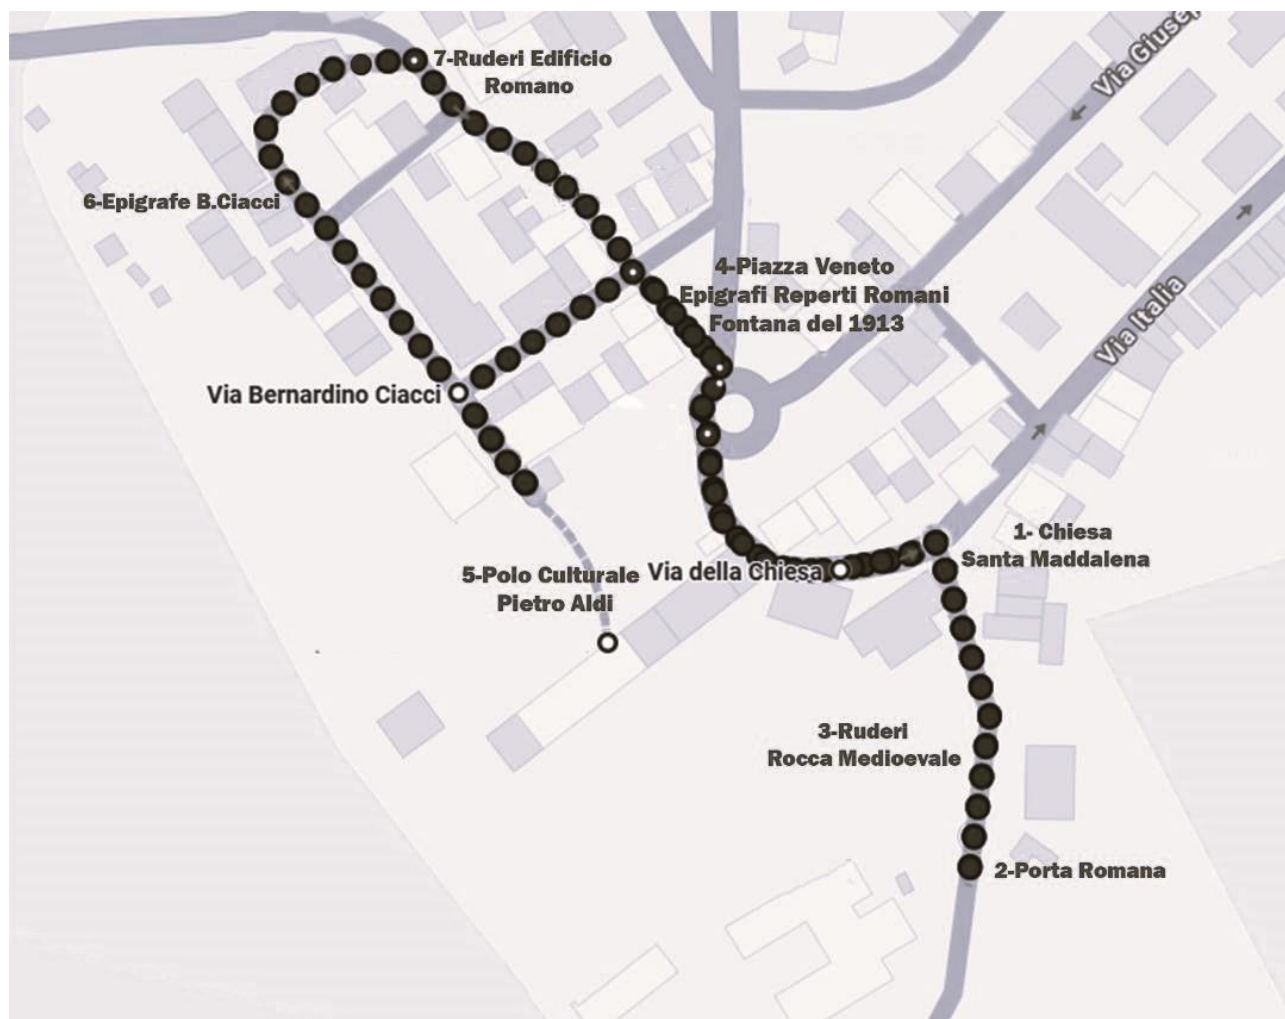 7-Ruderi Edificio
Romano
Via Giusep
6-Epigrafe B.Ciacci
4-Piazza Veneto
Epigrafi Reperti Romani
Fontana del 1913
Via Italia
Via Bernardino Ciacci
1- Chiesa
Santa Maddalena
5-Polo Culturale
Pietro Aldi
Via della Chiesa
3-Ruderi
Rocca Medioevale
2-Porta Romana